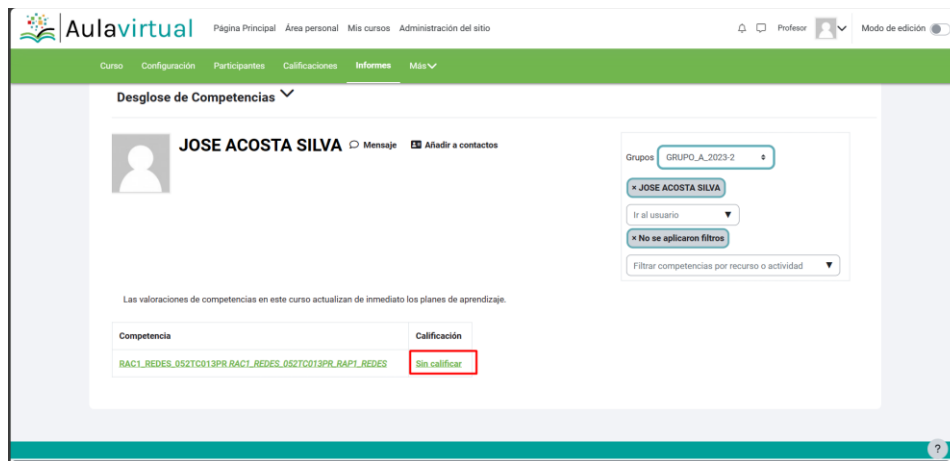 Aulavirtual Página Principal Área personal Mis cursos Administración del sitio Profesor Modo de edición
Curso Configuración Participantes Calificaciones Informes Más
Desglose de Competencias
JOSE ACOSTA SILVA Mensaje Añadir a contactos
Grupos GRUPO_A_2023-2
× JOSE ACOSTA SILVA
Ir al usuario ▼
× No se aplicaron filtros
Filtrar competencias por recurso o actividad ▼
Las valoraciones de competencias en este curso actualizan de inmediato los planes de aprendizaje.
Competencia Calificación
RAC1_REDES_052TC013PR RAC1_REDES_052TC013PR_RAP1_REDES Sin calificar
?